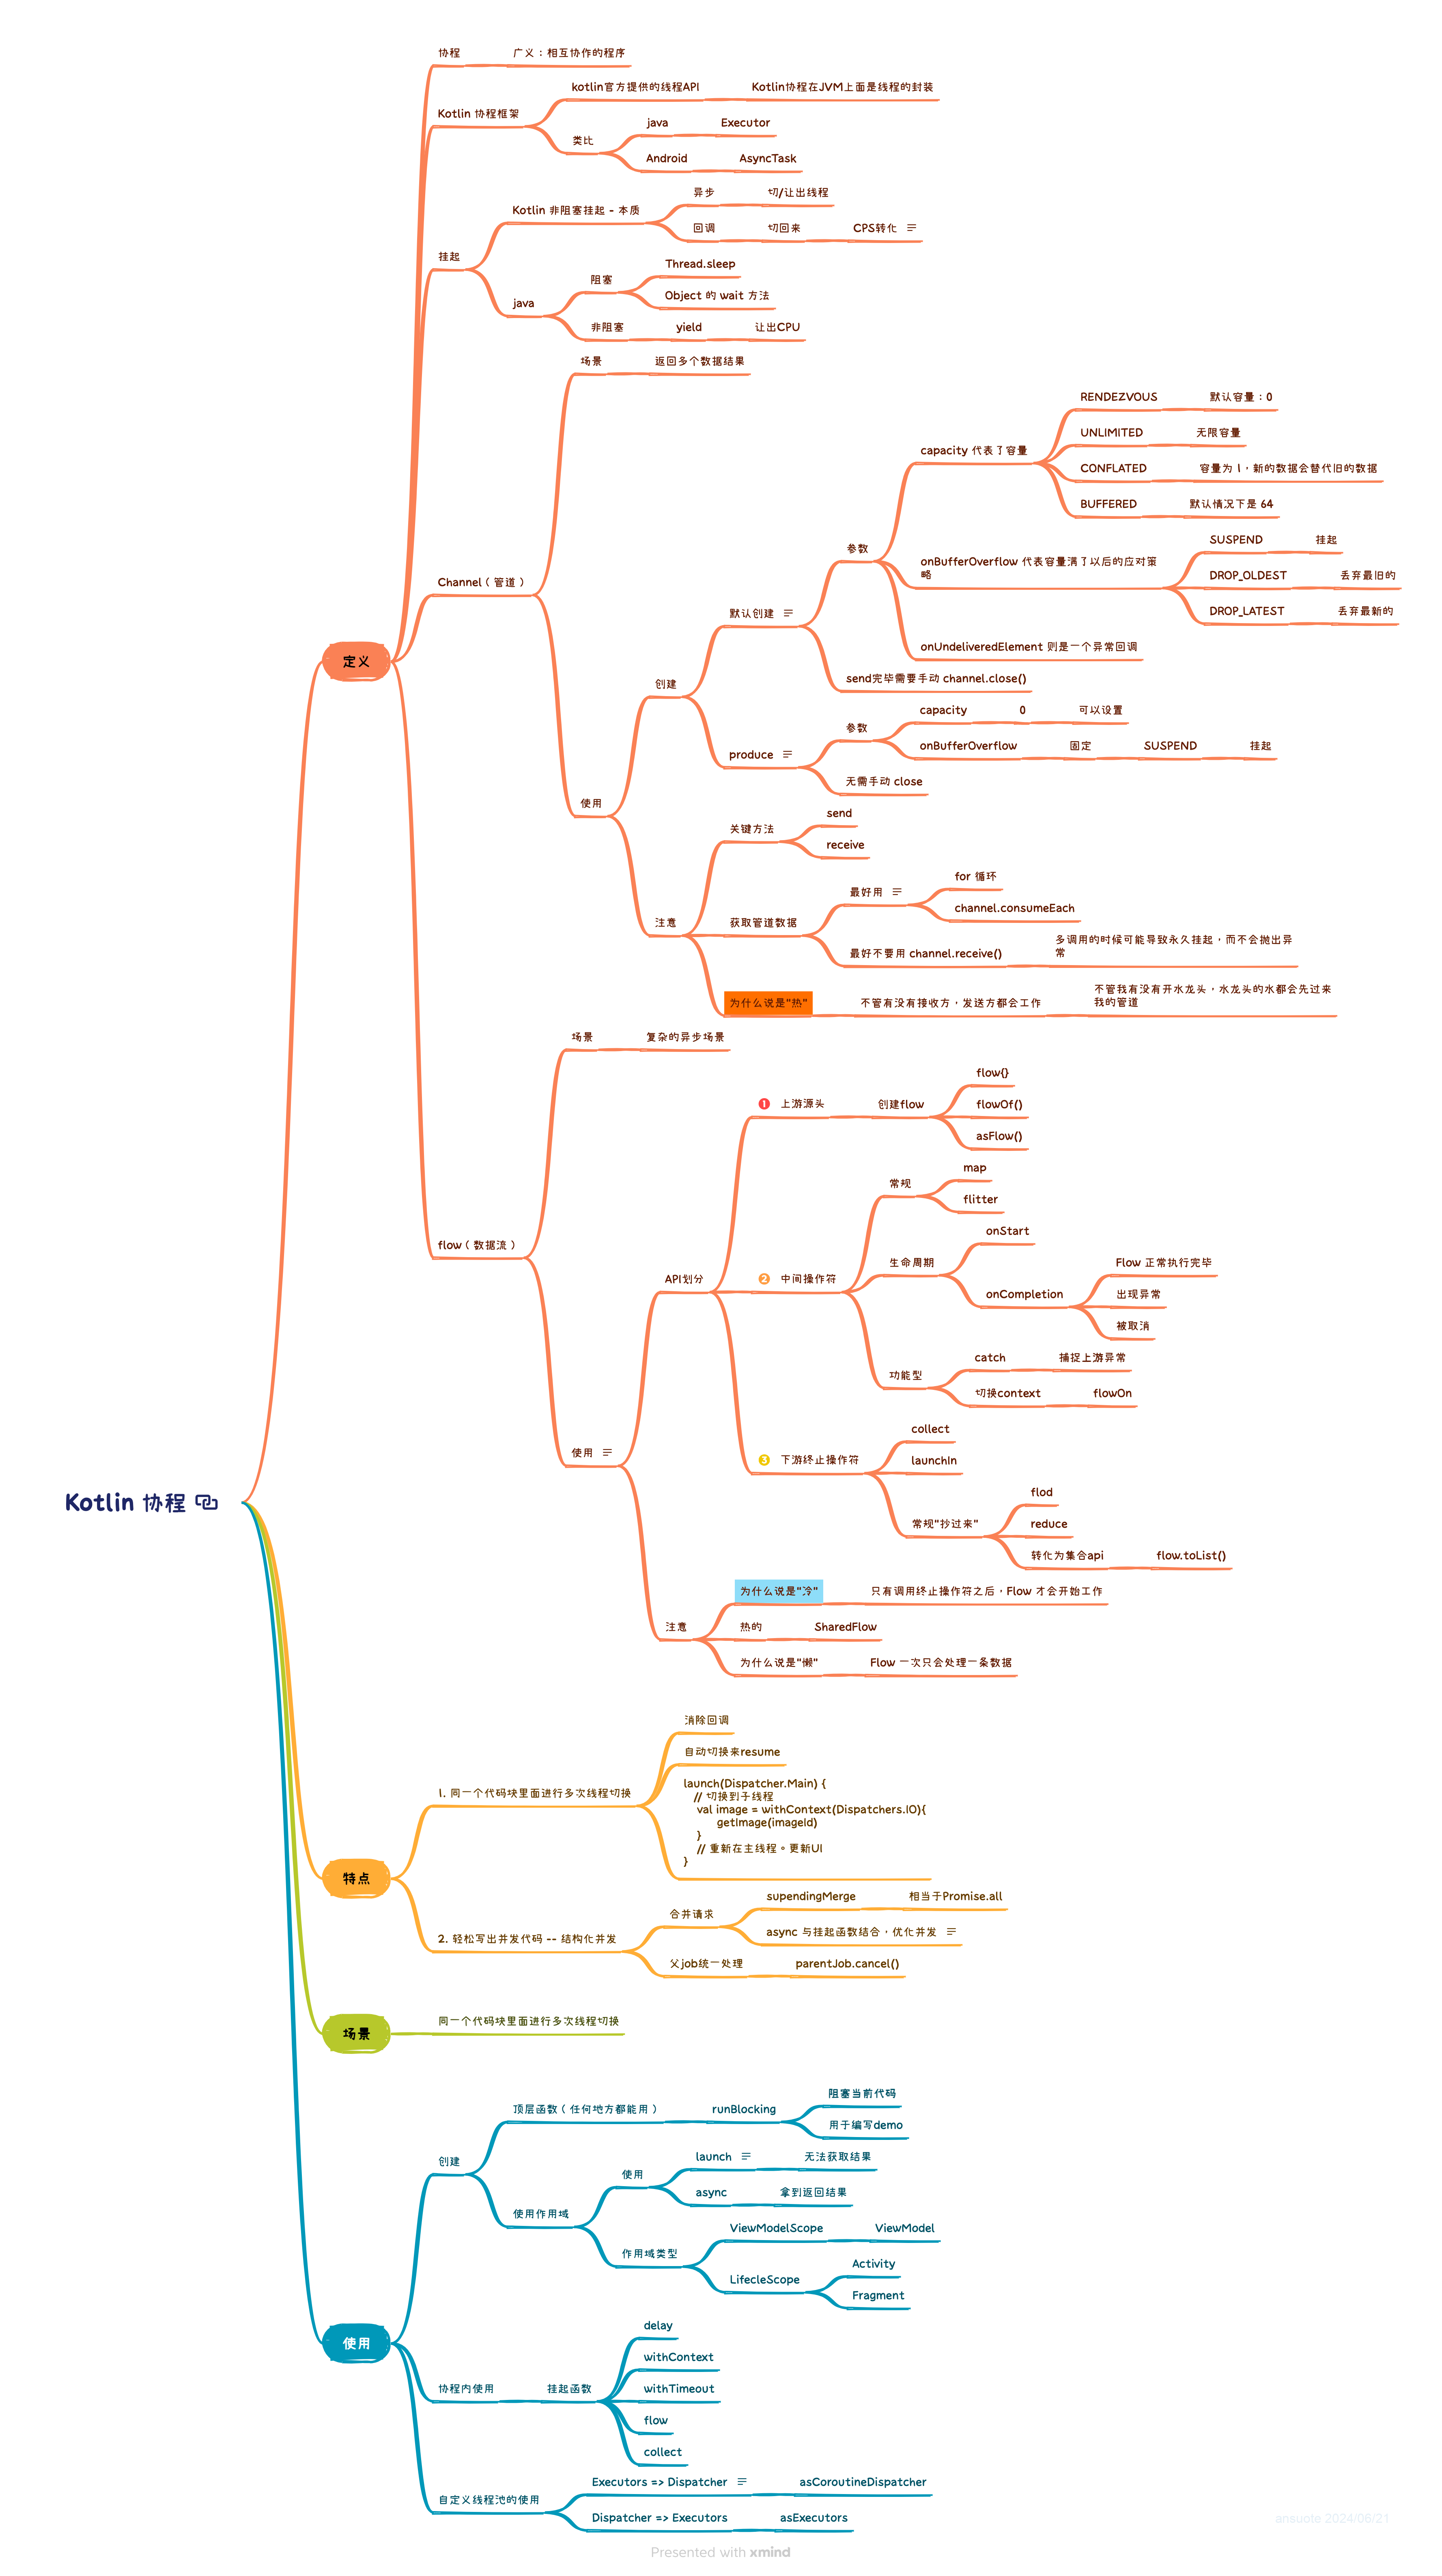 协程
广义：相互协作的程序
Kotlin 协程框架
kotlin官方提供的线程API
Kotlin协程在JVM上面是线程的封装
类比
java
Executor
Android
AsyncTask
挂起
Kotlin 非阻塞挂起 - 本质
异步
切/让出线程
回调
切回来
CPS转化
java
阻塞
Thread.sleep
Object 的 wait 方法
非阻塞
yield
让出CPU
Channel（管道）
场景
返回多个数据结果
使用
创建
默认创建
参数
capacity 代表了容量
RENDEZVOUS
默认容量：0
UNLIMITED
无限容量
CONFLATED
容量为 1，新的数据会替代旧的数据
BUFFERED
默认情况下是 64
onBufferOverflow 代表容量满了以后的应对策
略
SUSPEND
挂起
DROP_OLDEST
丢弃最旧的
DROP_LATEST
丢弃最新的
onUndeliveredElement 则是一个异常回调
send完毕需要手动 channel.close()
produce
参数
capacity
0
可以设置
onBufferOverflow
固定
SUSPEND
挂起
无需手动 close
注意
关键方法
send
receive
获取管道数据
最好用
for 循环
channel.consumeEach
最好不要用 channel.receive()
多调用的时候可能导致永久挂起，而不会抛出异
常
为什么说是"热"
不管有没有接收方，发送方都会工作
不管我有没有开水龙头，水龙头的水都会先过来
我的管道
定义
flow（数据流）
场景
复杂的异步场景
使用
API划分
1 上游源头
创建flow
flow{}
flowOf()
asFlow()
2 中间操作符
常规
map
flitter
生命周期
onStart
onCompletion
Flow 正常执行完毕
出现异常
被取消
功能型
catch
捕捉上游异常
切换context
flowOn
3 下游终止操作符
collect
launchIn
常规"抄过来"
flod
reduce
转化为集合api
flow.toList()
注意
为什么说是"冷"
只有调用终止操作符之后，Flow 才会开始工作
热的
SharedFlow
为什么说是"懒"
Flow 一次只会处理一条数据
Kotlin 协程
特点
1. 同一个代码块里面进行多次线程切换
消除回调
自动切换来resume
launch(Dispatcher.Main) {
// 切换到子线程
val image = withContext(Dispatchers.IO){
getImage(imageId)
}
// 重新在主线程。更新UI
}
2. 轻松写出并发代码 -- 结构化并发
合并请求
supendingMerge
相当于Promise.all
async 与挂起函数结合，优化并发
父job统一处理
parentJob.cancel()
场景
同一个代码块里面进行多次线程切换
使用
创建
顶层函数（任何地方都能用）
runBlocking
阻塞当前代码
用于编写demo
使用作用域
使用
launch
无法获取结果
async
拿到返回结果
作用域类型
ViewModelScope
ViewModel
LifecleScope
Activity
Fragment
协程内使用
挂起函数
delay
withContext
withTimeout
flow
collect
自定义线程池的使用
Executors => Dispatcher
asCoroutineDispatcher
Dispatcher => Executors
asExecutors
ansuote 2024/06/21
Presented with xmind